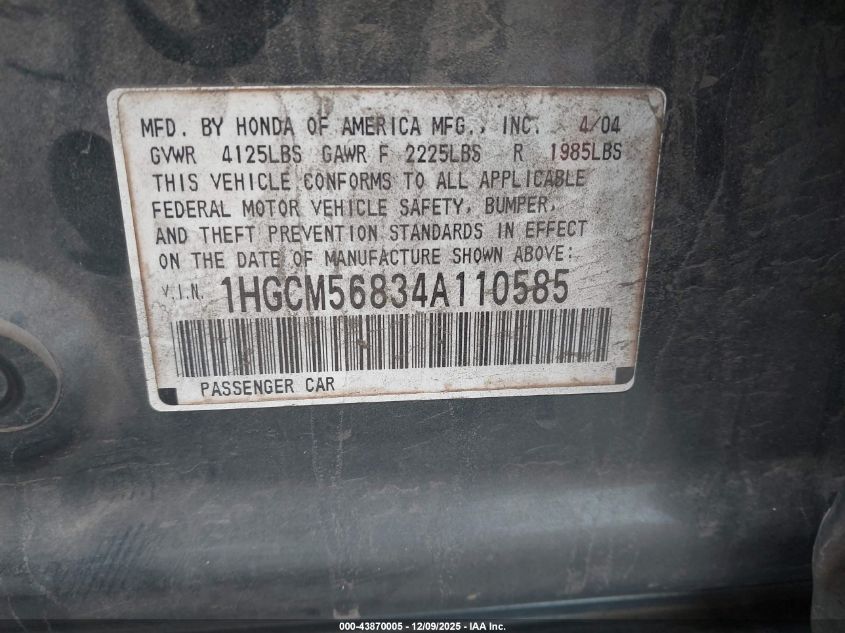 MFD. BY HONDA OF AMERICA MFG., INC. 4/04
GVWR 4125LBS GAWR F 2225LBS R 1985LBS
THIS VEHICLE CONFORMS TO ALL APPLICABLE
FEDERAL MOTOR VEHICLE SAFETY, BUMPER,
AND THEFT PREVENTION STANDARDS IN EFFECT
ON THE DATE OF MANUFACTURE SHOWN ABOVE:
V.I.N. 1HGCM56834A110585
PASSENGER CAR
000-43870005 - 12/09/2025 - IAA Inc.